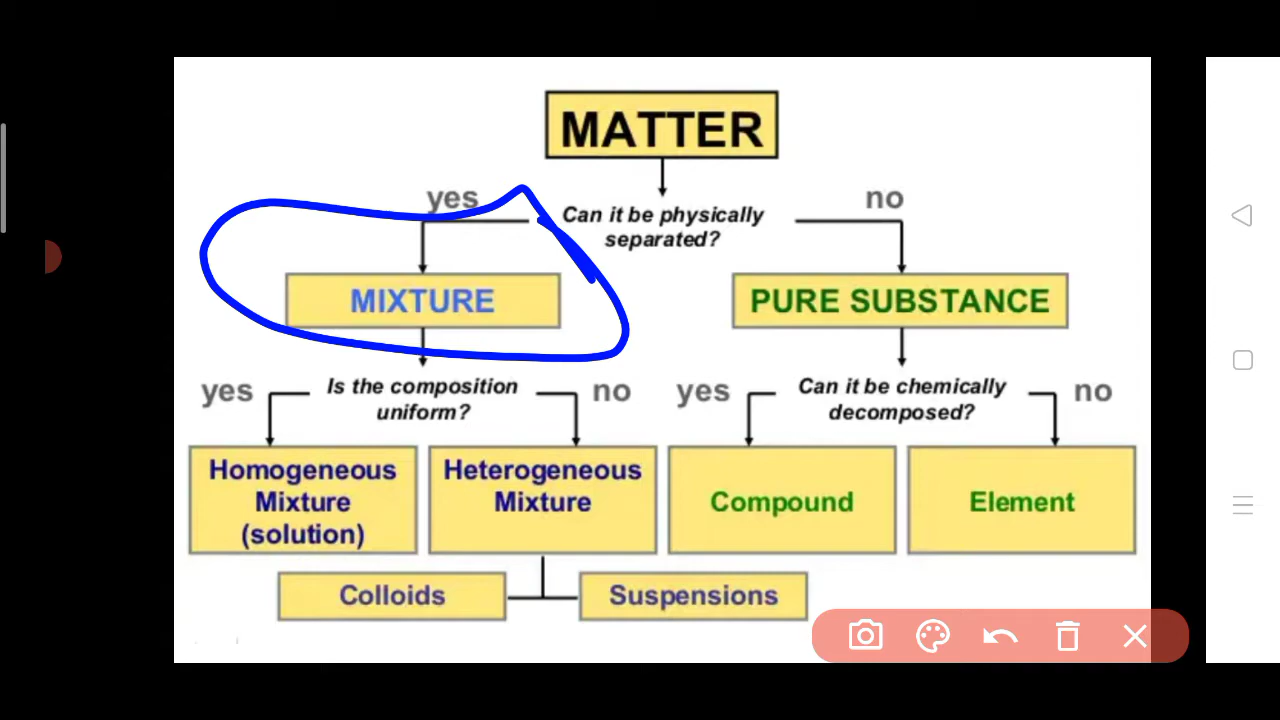 MATTER
yes
no
Can it be physically
separated?
MIXTURE
PURE SUBSTANCE
yes
Is the composition
uniform?
no
yes
Can it be chemically
decomposed?
no
Homogeneous
Mixture
(solution)
Heterogeneous
Mixture
Compound
Element
Colloids
Suspensions